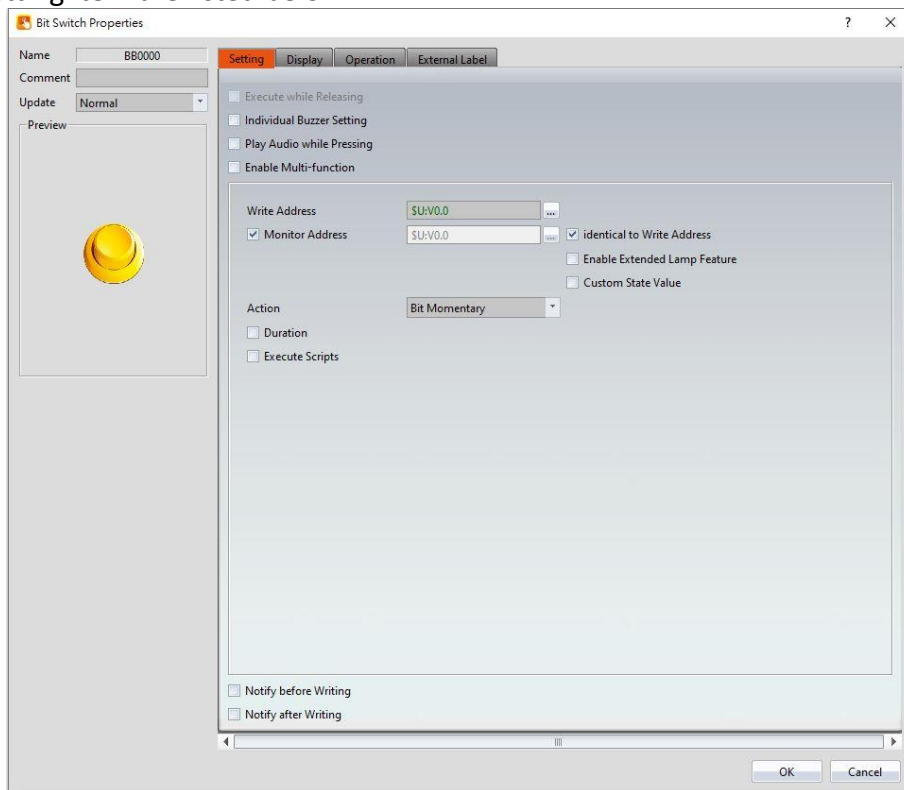 Bit Switch Properties ? ×
Name BB0000
Comment
Update Normal
Preview
Setting Display Operation External Label
Execute while Releasing
Individual Buzzer Setting
Play Audio while Pressing
Enable Multi-function
Write Address $U:V0.0 ...
Monitor Address $U:V0.0 ... identical to Write Address
Enable Extended Lamp Feature
Custom State Value
Action Bit Momentary
Duration
Execute Scripts
Notify before Writing
Notify after Writing
OK Cancel